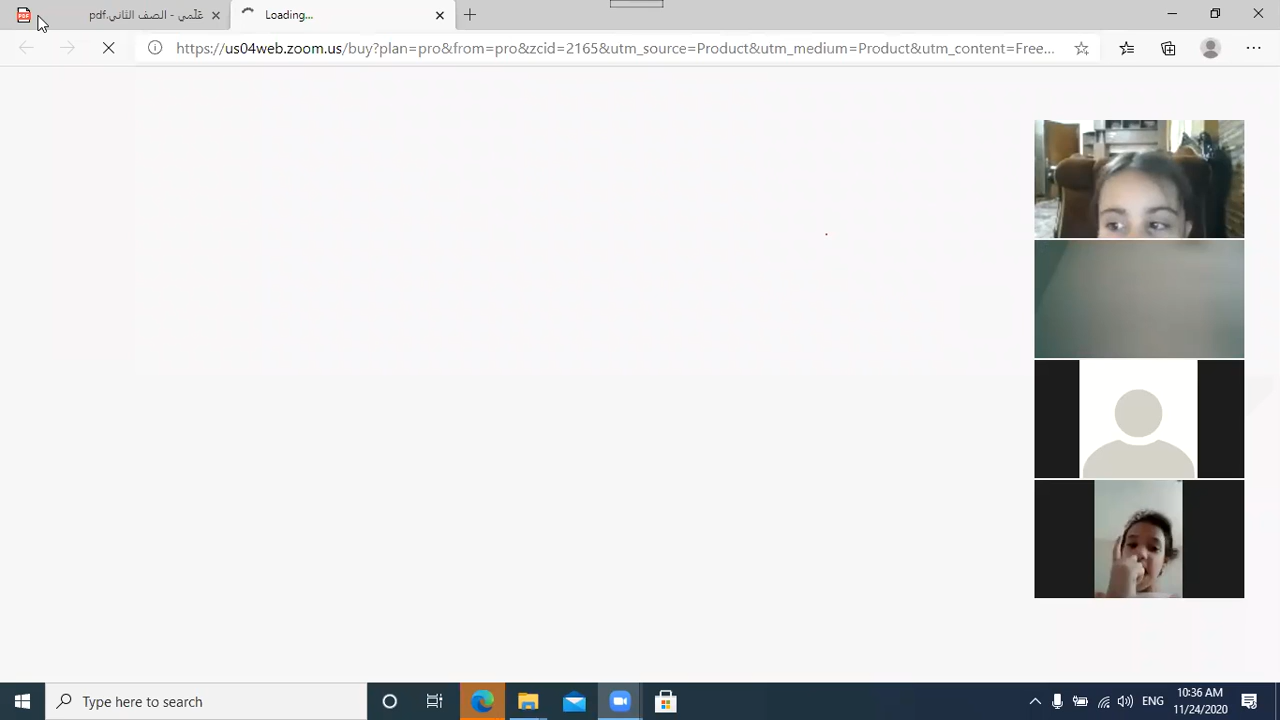 عَلّمني - الصف الثاني.pdf
Loading...
https://us04web.zoom.us/buy?plan=pro&from=pro&zcid=2165&utm_source=Product&utm_medium=Product&utm_content=Free...
Type here to search
ENG
10:36 AM
11/24/2020